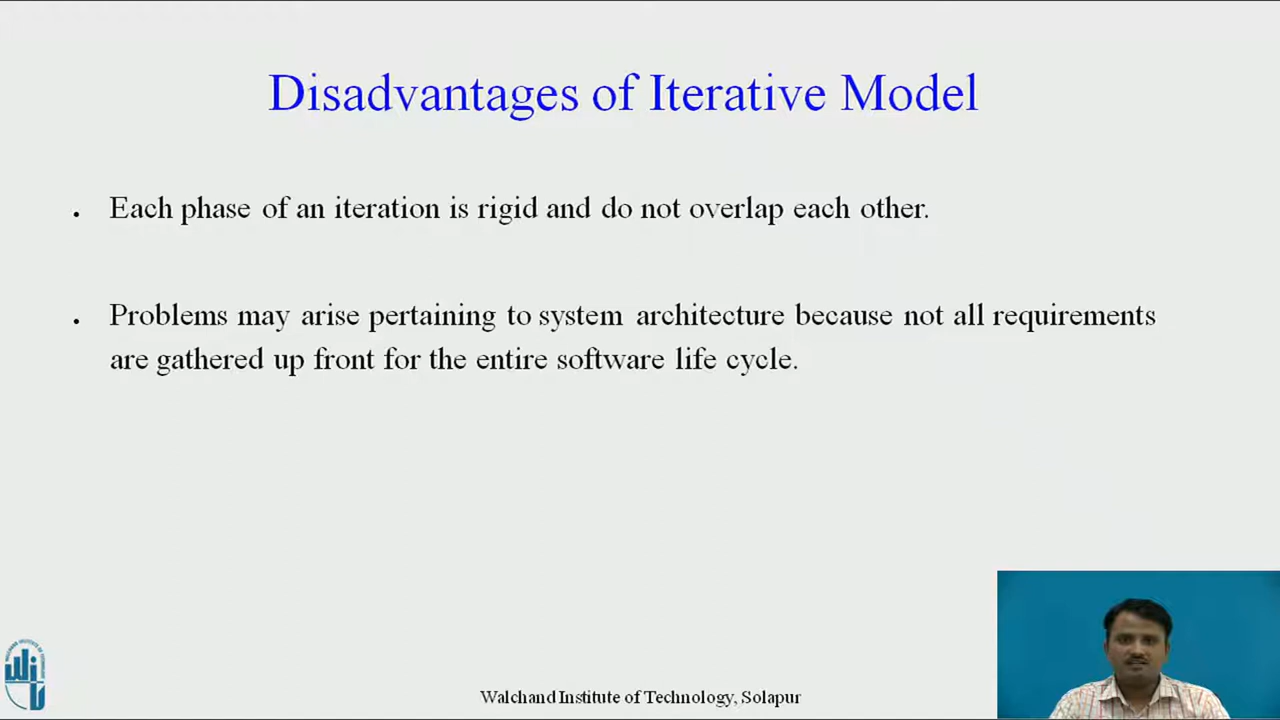 Disadvantages of Iterative Model
Each phase of an iteration is rigid and do not overlap each other.
Problems may arise pertaining to system architecture because not all requirements
are gathered up front for the entire software life cycle.
Walchand Institute of Technology, Solapur